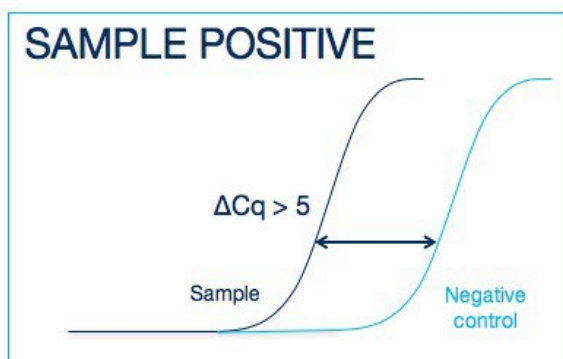 SAMPLE POSITIVE
ΔCq > 5
Sample
Negative
control